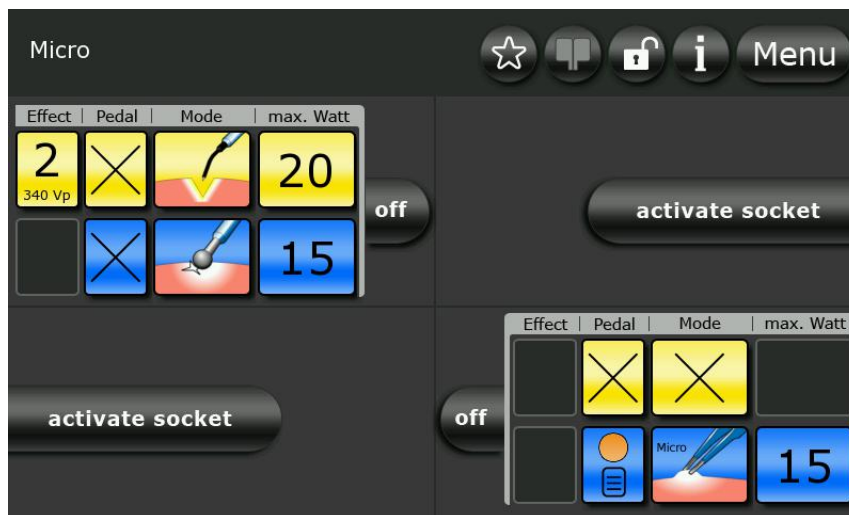 Micro
Menu
Effect | Pedal | Mode | max. Watt
2
340 Vp
20
off
15
activate socket
activate socket
off
Effect | Pedal | Mode | max. Watt
Micro
15